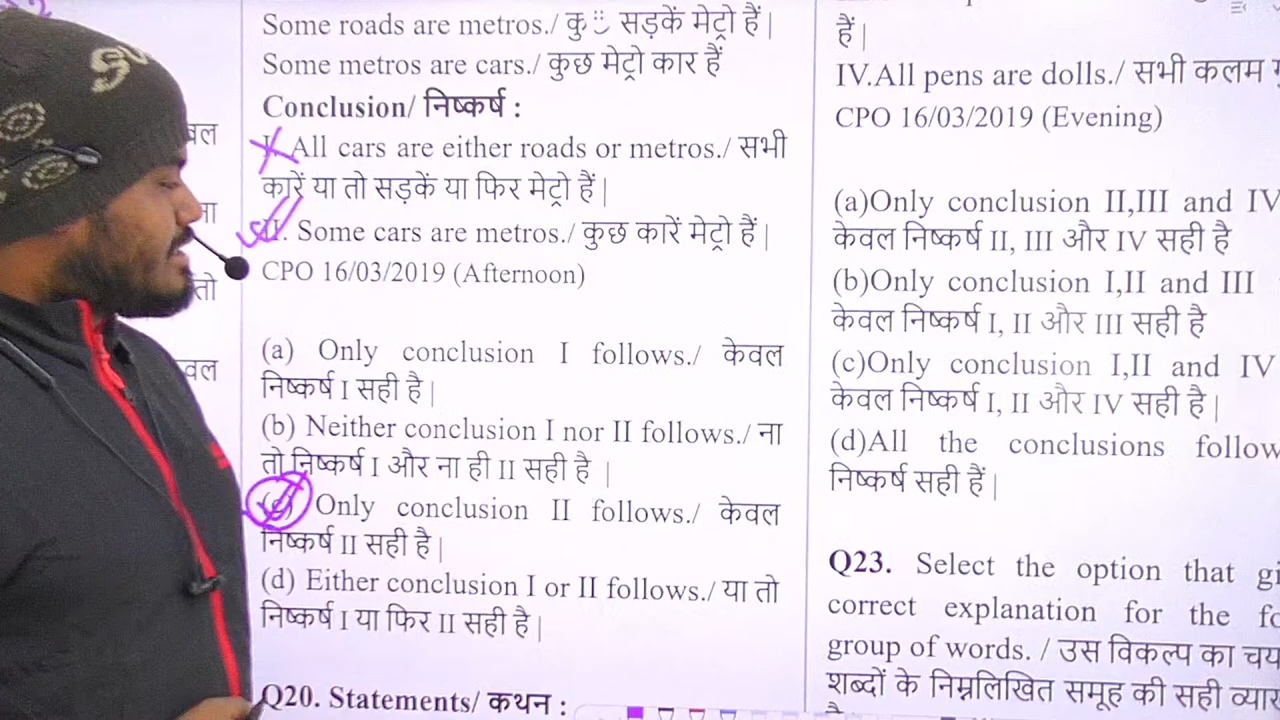 Some roads are metros./ सड़कें मेट्रो हैं|
Some metros are cars./ कुछ मेट्रो कार हैं
Conclusion/ निष्कर्ष :
I. All cars are either roads or metros./ सभी
कारें या तो सड़कें या फिर मेट्रो हैं|
II. Some cars are metros./ कुछ कारें मेट्रो हैं|
CPO 16/03/2019 (Afternoon)
(a) Only conclusion I follows./ केवल
निष्कर्ष I सही है|
(b) Neither conclusion I nor II follows./ ना
तो निष्कर्ष I और ना ही II सही है |
(c) Only conclusion II follows./ केवल
निष्कर्ष II सही है|
(d) Either conclusion I or II follows./ या तो
निष्कर्ष I या फिर II सही है|
Q20. Statements/ कथन :
हैं|
IV.All pens are dolls./ सभी कलम
CPO 16/03/2019 (Evening)
(a)Only conclusion II,III and IV
केवल निष्कर्ष II, III और IV सही है
(b)Only conclusion I,II and III
केवल निष्कर्ष I, II और III सही है
(c)Only conclusion I,II and IV
केवल निष्कर्ष I, II और IV सही है|
(d)All the conclusions follow
निष्कर्ष सही हैं|
Q23. Select the option that
correct explanation for the
group of words. / उस विकल्प का
शब्दों के निम्नलिखित समूह की सही